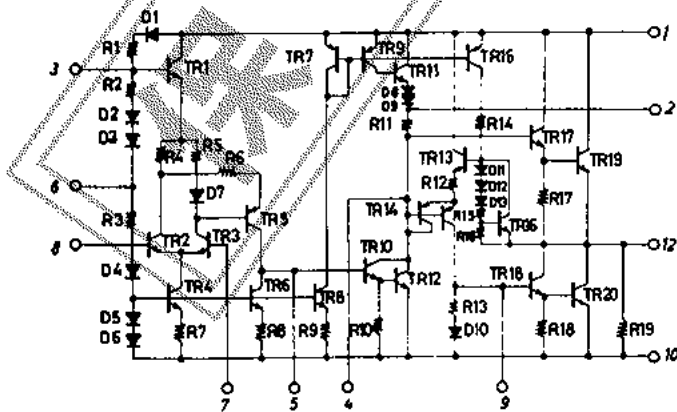 D1
1
R1
TR7
TR9
TR16
3
TR1
TR11
R2
D8
D9
2
D2
R11
R14
TR17
D3
R5
R4
R6
TR13
D11
TR19
R12
D12
6
D7
D13
R17
TR5
TR14
R15
R3
R16
8
TR2
TR3
12
TR10
D4
TR4
TR6
TR8
TR12
TR18
TR20
R13
D5
D6
R7
R8
R9
R10
D10
R18
R19
10
7
5
4
9